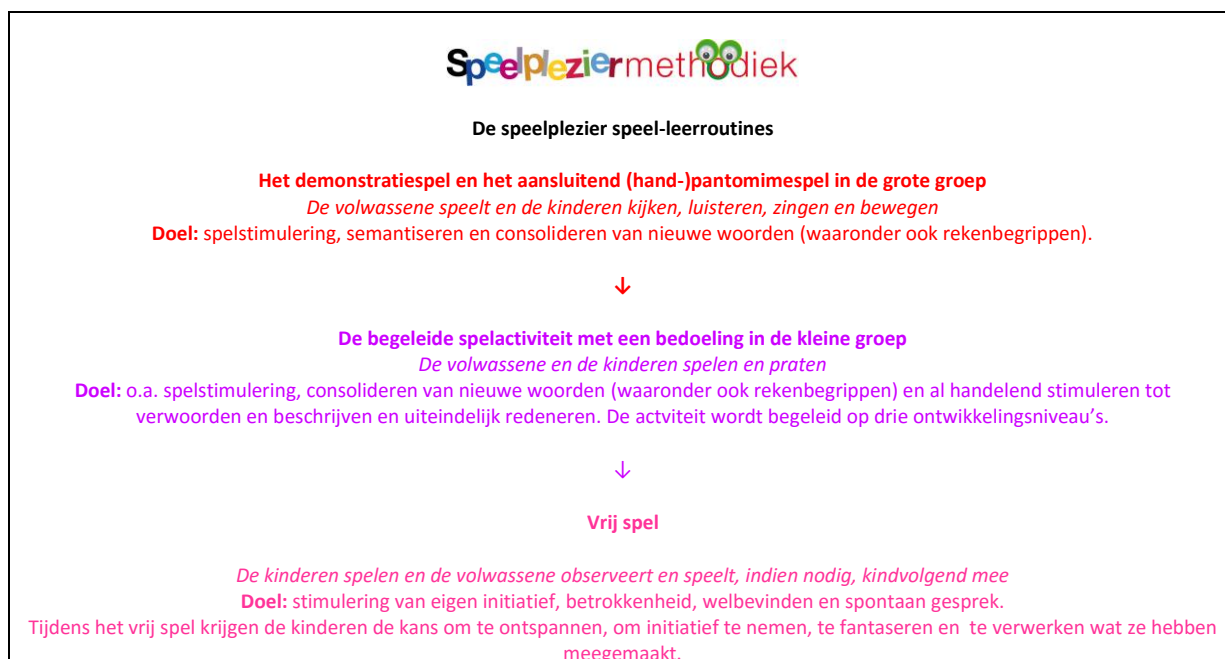 Speelpleziermethodiek
De speelplezier speel-leerroutines
Het demonstratiespel en het aansluitend (hand-)pantomimespel in de grote groep
De volwassene speelt en de kinderen kijken, luisteren, zingen en bewegen
Doel: spelstimulering, semantiseren en consolideren van nieuwe woorden (waaronder ook rekenbegrippen).
↓
De begeleide spelactiviteit met een bedoeling in de kleine groep
De volwassene en de kinderen spelen en praten
Doel: o.a. spelstimulering, consolideren van nieuwe woorden (waaronder ook rekenbegrippen) en al handelend stimuleren tot
verwoorden en beschrijven en uiteindelijk redeneren. De actviteit wordt begeleid op drie ontwikkelingsniveau's.
↓
Vrij spel
De kinderen spelen en de volwassene observeert en speelt, indien nodig, kindvolgend mee
Doel: stimulering van eigen initiatief, betrokkenheid, welbevinden en spontaan gesprek.
Tijdens het vrij spel krijgen de kinderen de kans om te ontspannen, om initiatief te nemen, te fantaseren en te verwerken wat ze hebben
meegemaakt.